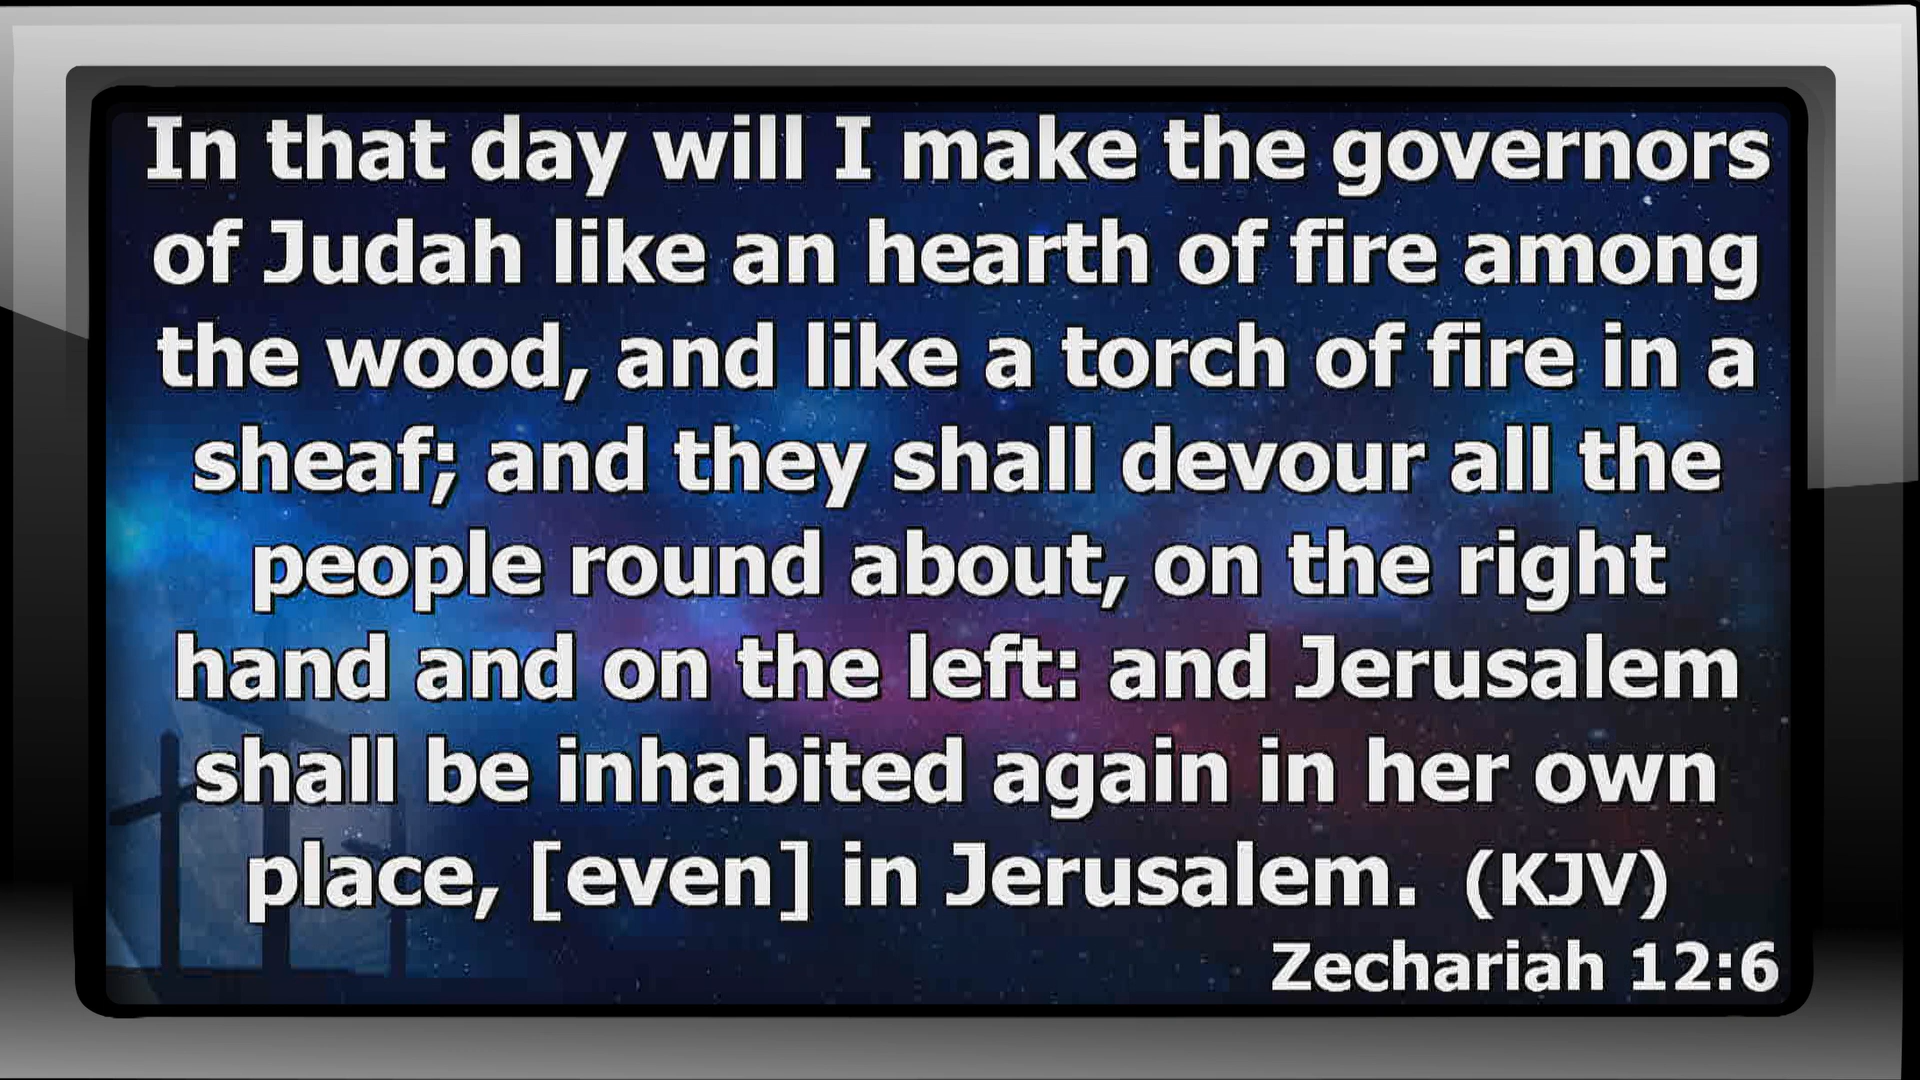 In that day will I make the governors
of Judah like an hearth of fire among
the wood, and like a torch of fire in a
sheaf; and they shall devour all the
people round about, on the right
hand and on the left: and Jerusalem
shall be inhabited again in her own
place, [even] in Jerusalem. (KJV)
Zechariah 12:6